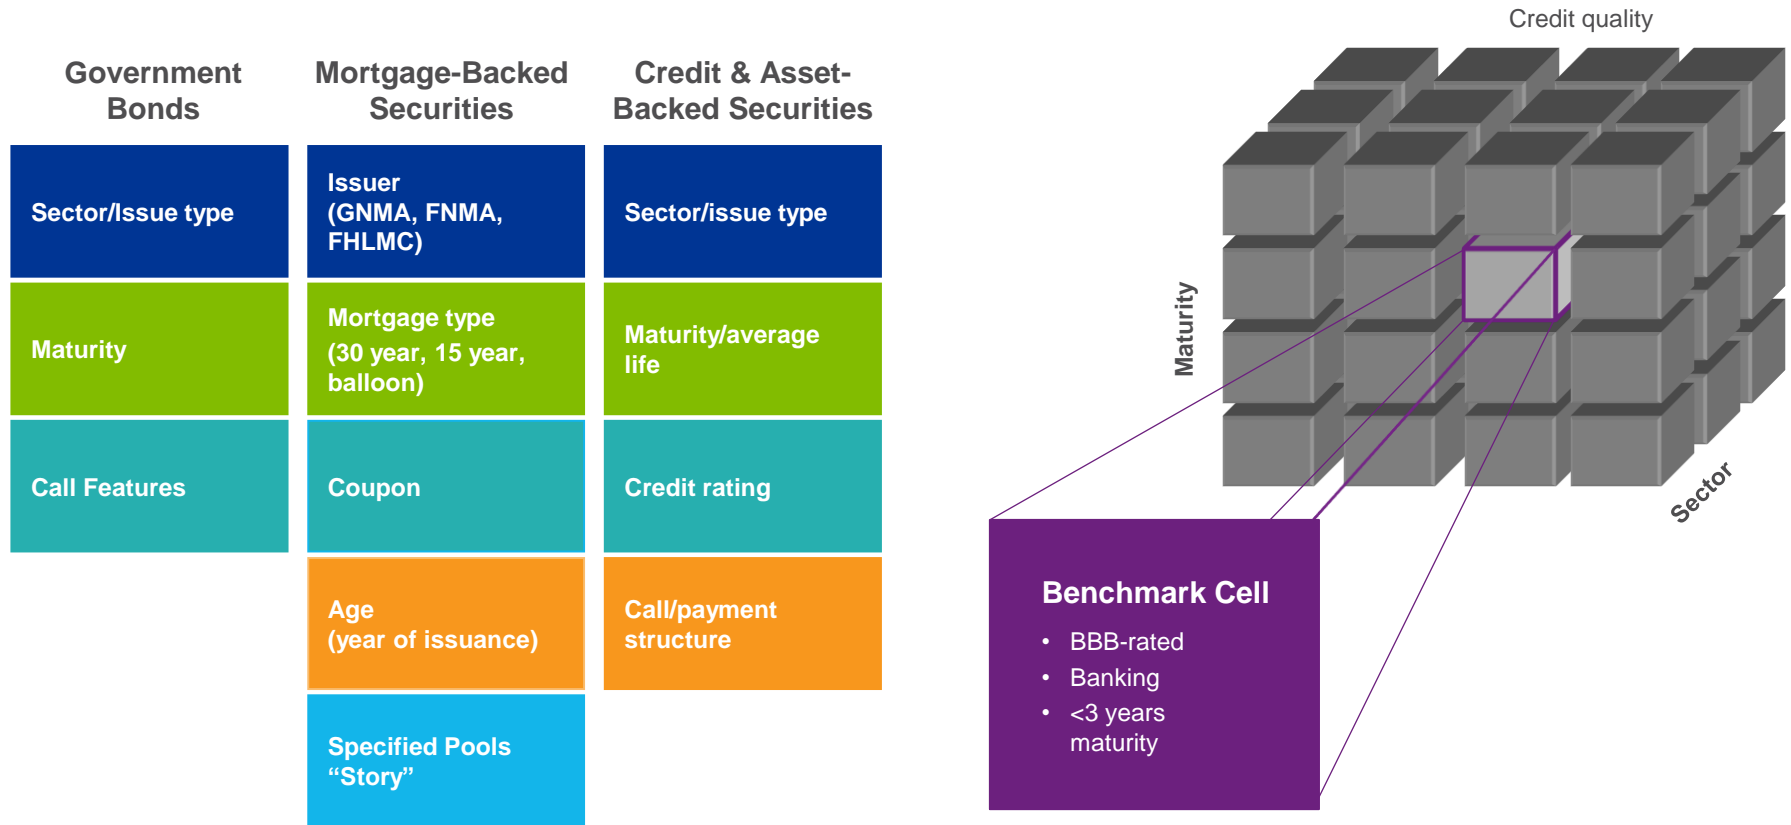 Government
Bonds
Sector/Issue type
Maturity
Call Features
Mortgage-Backed
Securities
Issuer
(GNMA, FNMA,
FHLMC)
Mortgage type
(30 year, 15 year,
balloon)
Coupon
Age
(year of issuance)
Specified Pools
“Story”
Credit & Asset-
Backed Securities
Sector/issue type
Maturity/average
life
Credit rating
Call/payment
structure
Credit quality
Maturity
Sector
Benchmark Cell
• BBB-rated
• Banking
• <3 years
maturity